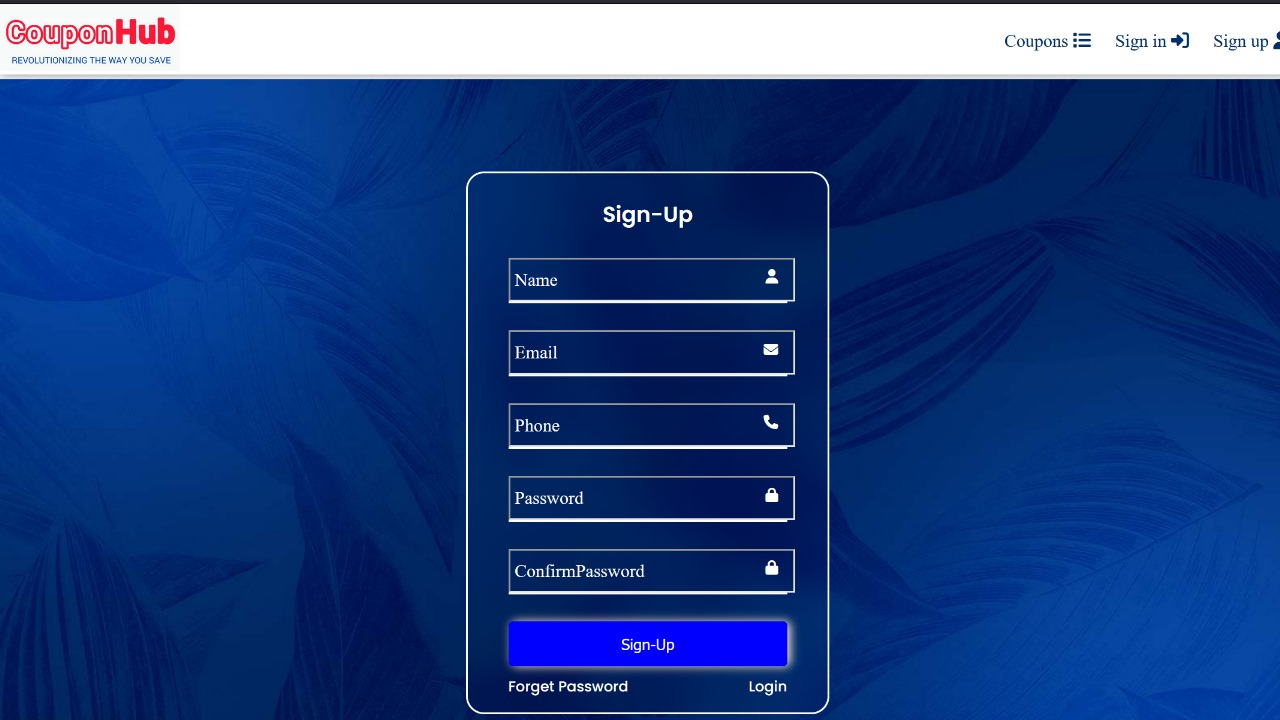 CouponHub
REVOLUTIONIZING THE WAY YOU SAVE
Coupons Sign in Sign up
Sign-Up
Name
Email
Phone
Password
ConfirmPassword
Sign-Up
Forget Password Login